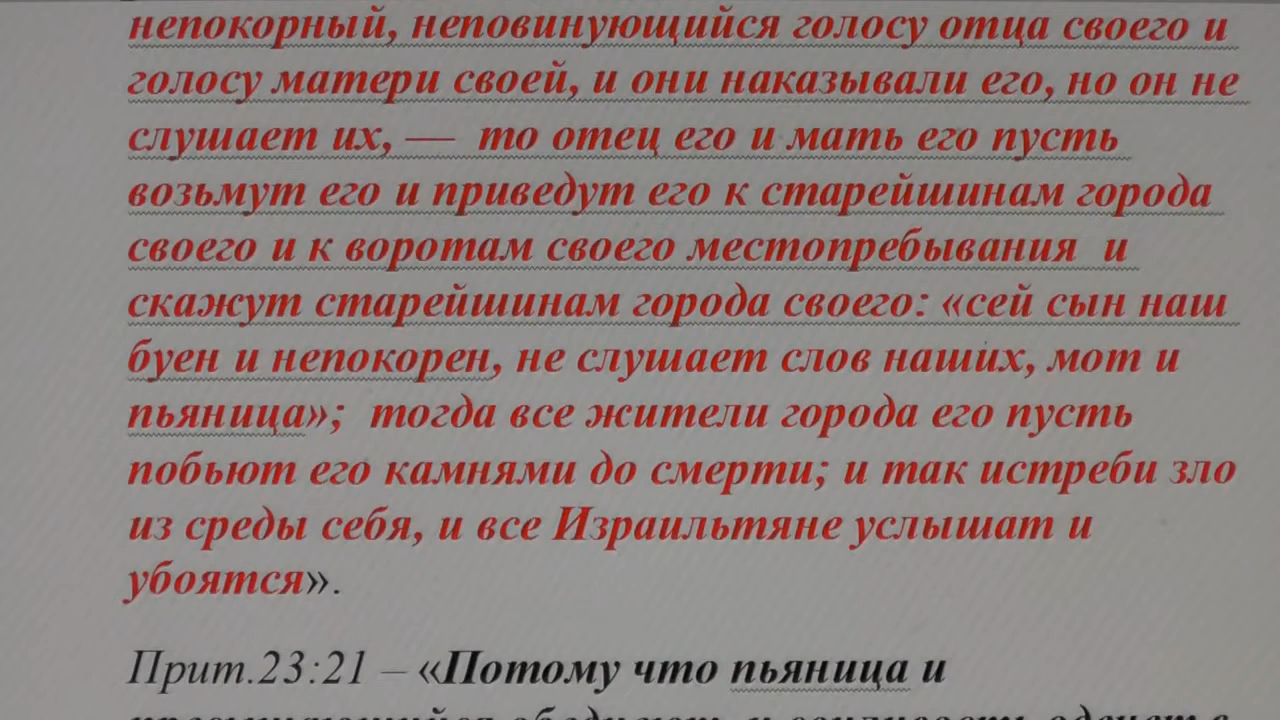 непокорный, неповинующийся голосу отца своего и
голосу матери своей, и они наказывали его, но он не
слушает их, — то отец его и мать его пусть
возьмут его и приведут его к старейшинам города
своего и к воротам своего местопребывания и
скажут старейшинам города своего: «сей сын наш
буен и непокорен, не слушает слов наших, мот и
пьяница»; тогда все жители города его пусть
побьют его камнями до смерти; и так истреби зло
из среды себя, и все Израильтяне услышат и
убоятся».
Прит.23:21 – «Потому что пьяница и